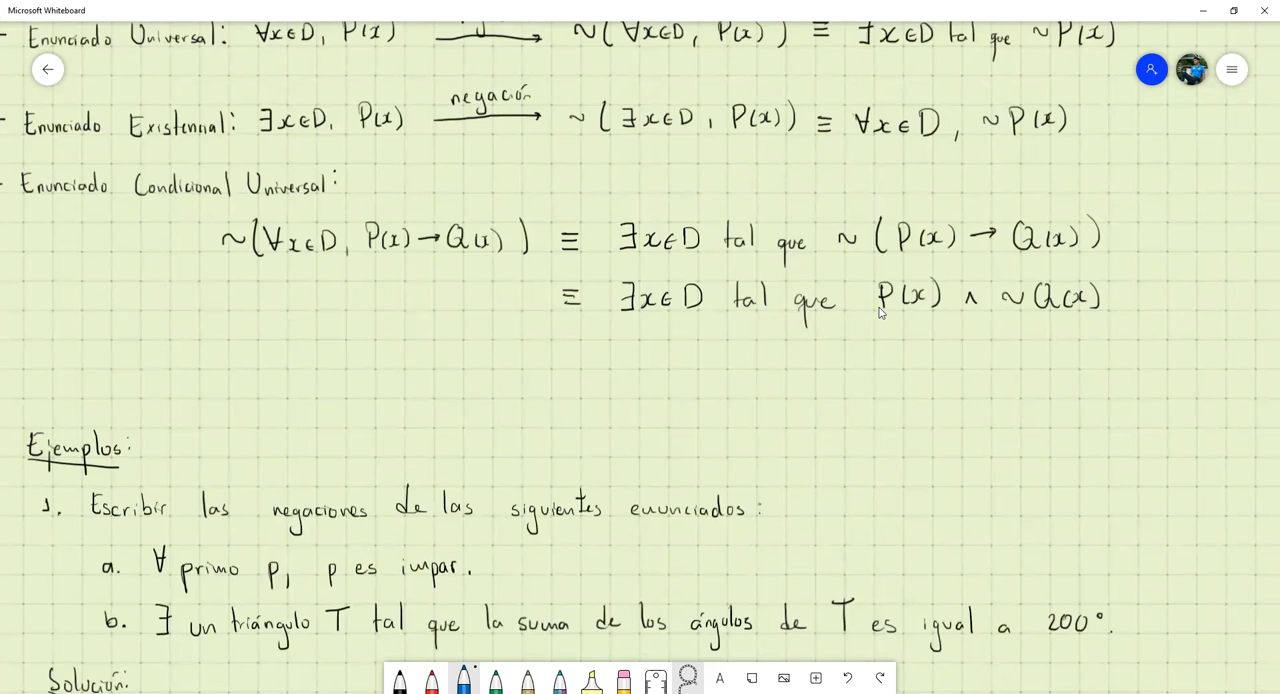 Microsoft Whiteboard
- Enunciado Universal: ∀x∈D, P(x) → ~(∀x∈D, P(x)) ≡ ∃x∈D tal que ~P(x)
- Enunciado Existencial: ∃x∈D, P(x) negación → ~(∃x∈D, P(x)) ≡ ∀x∈D, ~P(x)
- Enunciado Condicional Universal:
~(∀x∈D, P(x)→Q(x)) ≡ ∃x∈D tal que ~(P(x)→Q(x))
≡ ∃x∈D tal que P(x) ∧ ~Q(x)
Ejemplos:
1. Escribir las negaciones de las siguientes enunciados:
a. ∀ primo p, p es impar.
b. ∃ un triángulo T tal que la suma de los ángulos de T es igual a 200°.
Solución:
A